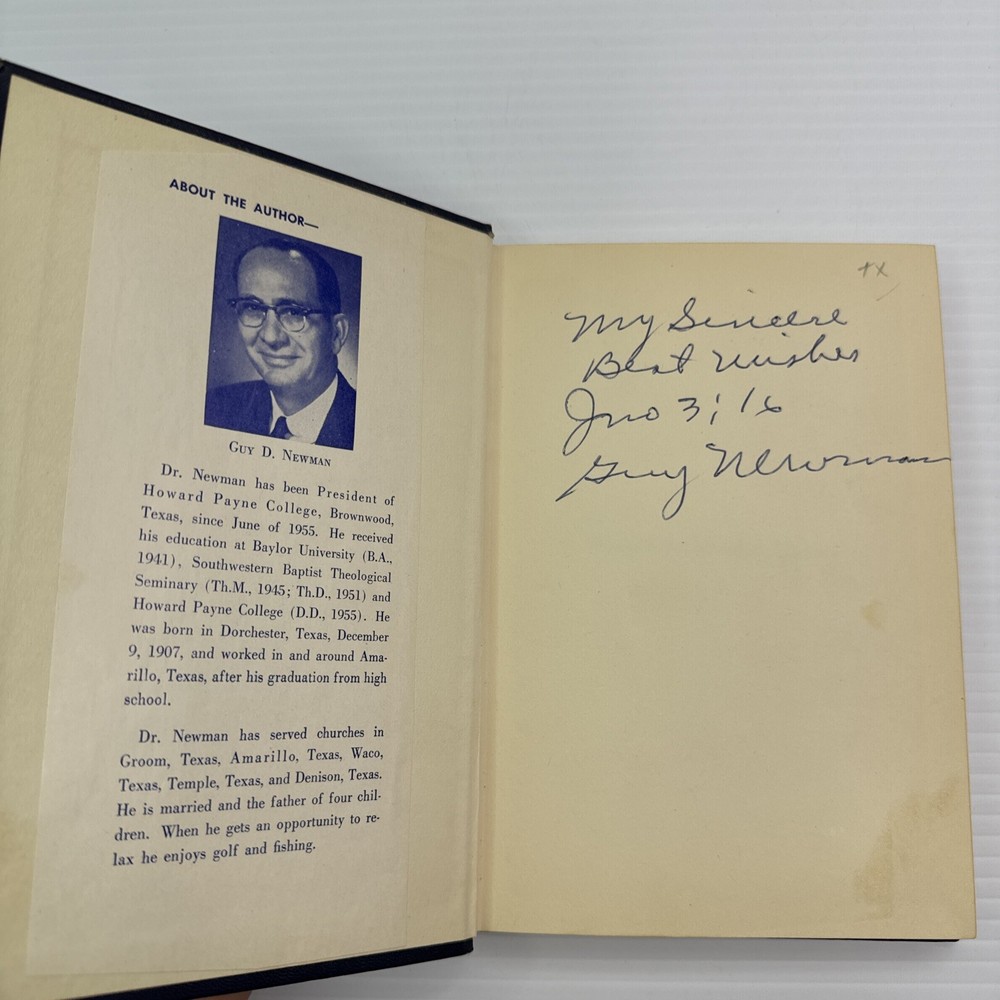 ABOUT THE AUTHOR—
GUY D. NEWMAN
Dr. Newman has been President of
Howard Payne College, Brownwood,
Texas, since June of 1955. He received
his education at Baylor University (B.A.,
1941), Southwestern Baptist Theological
Seminary (Th.M., 1945; Th.D., 1951) and
Howard Payne College (D.D., 1955). He
was born in Dorchester, Texas, December
9, 1907, and worked in and around Ama-
rillo, Texas, after his graduation from high
school.
Dr. Newman has served churches in
Groom, Texas, Amarillo, Texas, Waco,
Texas, Temple, Texas, and Denison, Texas.
He is married and the father of four chil-
dren. When he gets an opportunity to re-
lax he enjoys golf and fishing.
My Sincere
Best Wishes
Jno 3:16
Guy Newman